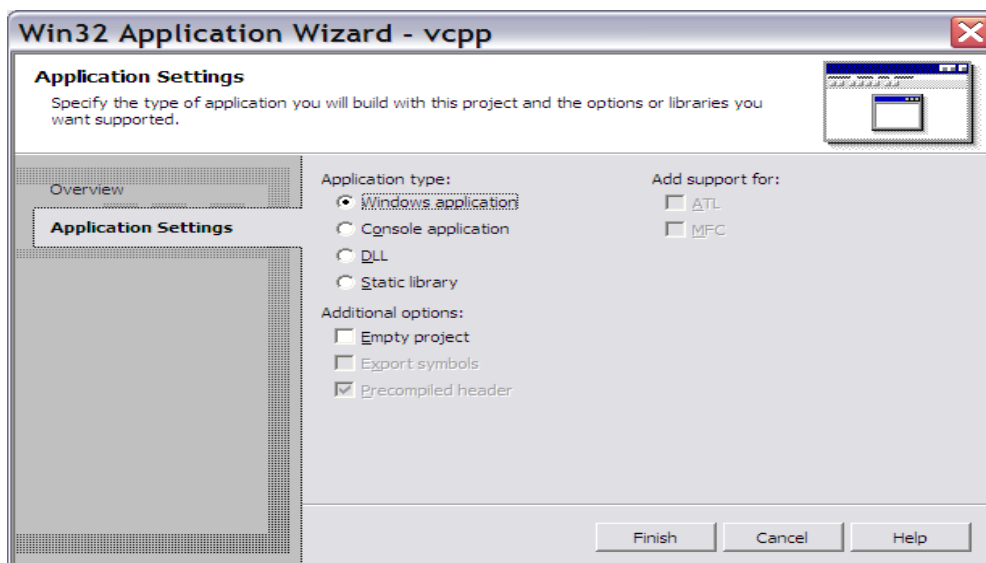 Win32 Application Wizard - vcpp
Application Settings
Specify the type of application you will build with this project and the options or libraries you
want supported.
Overview
Application Settings
Application type:
Windows application
Console application
DLL
Static library
Additional options:
Empty project
Export symbols
Precompiled header
Add support for:
ATL
MFC
Finish
Cancel
Help